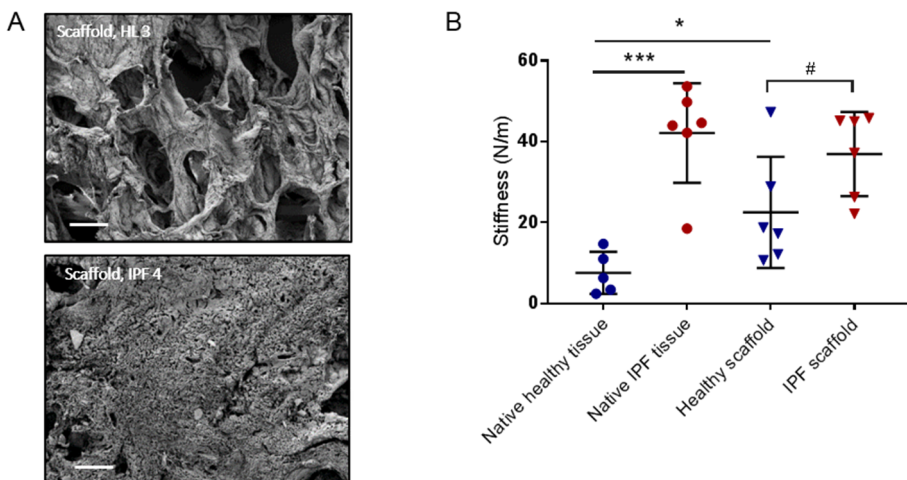 A
Scaffold, HL 3
Scaffold, IPF 4
B
*
***
#
Stiffness (N/m)
60
40
20
0
Native healthy tissue
Native IPF tissue
Healthy scaffold
IPF scaffold